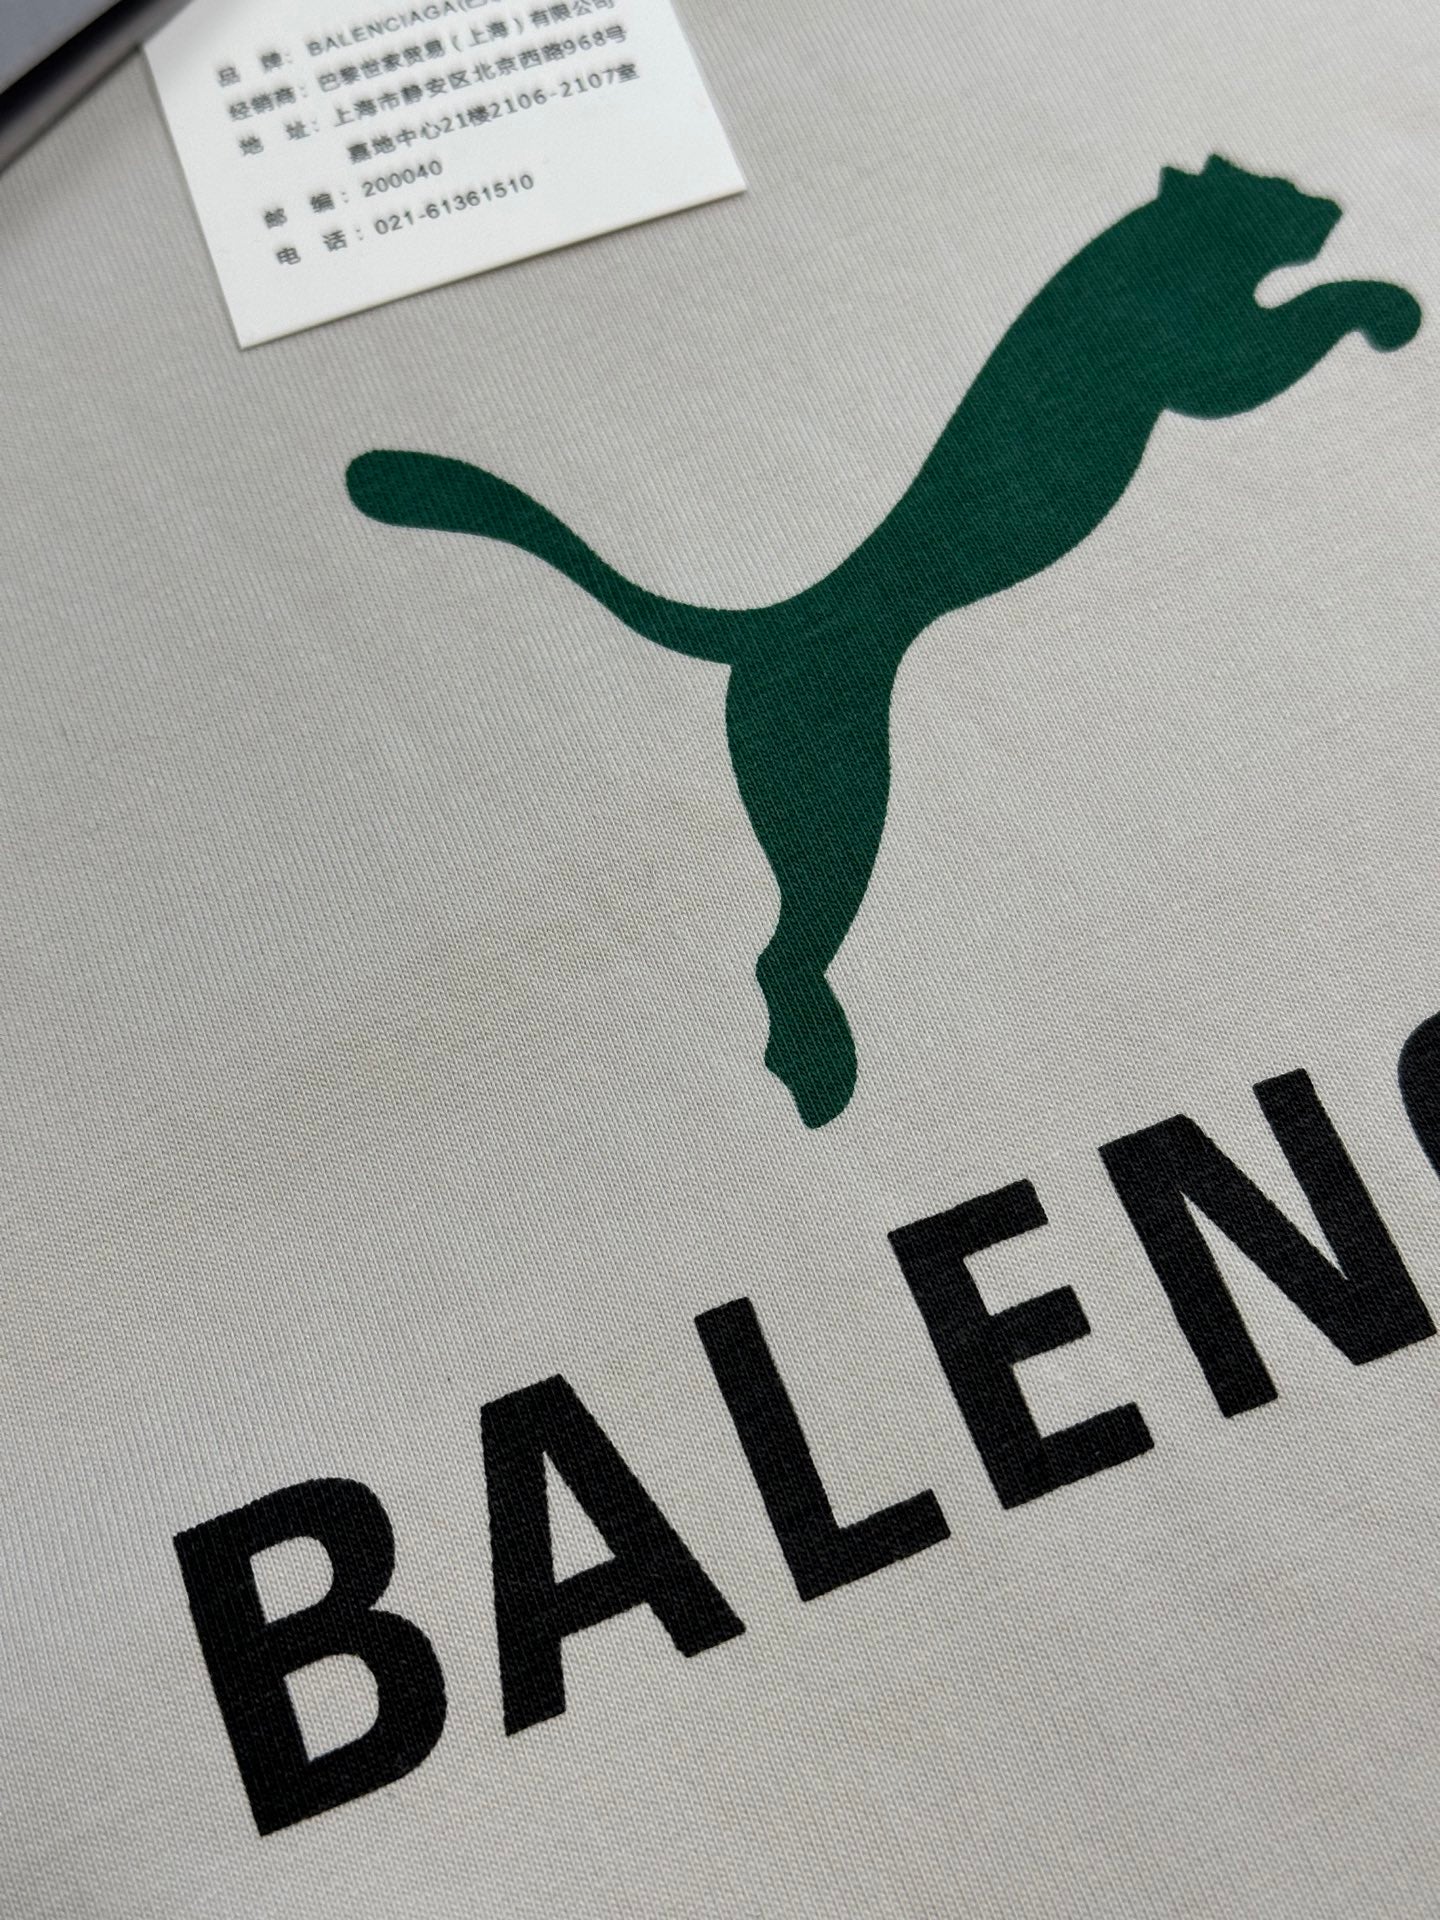 品 牌: BALENCIAGA(
经销商: 巴黎世家贸易（上海）有限公司
地 址: 上海市静安区北京西路968号
嘉地中心21楼2106-2107室
邮 编: 200040
电 话: 021-61361510
BALENC